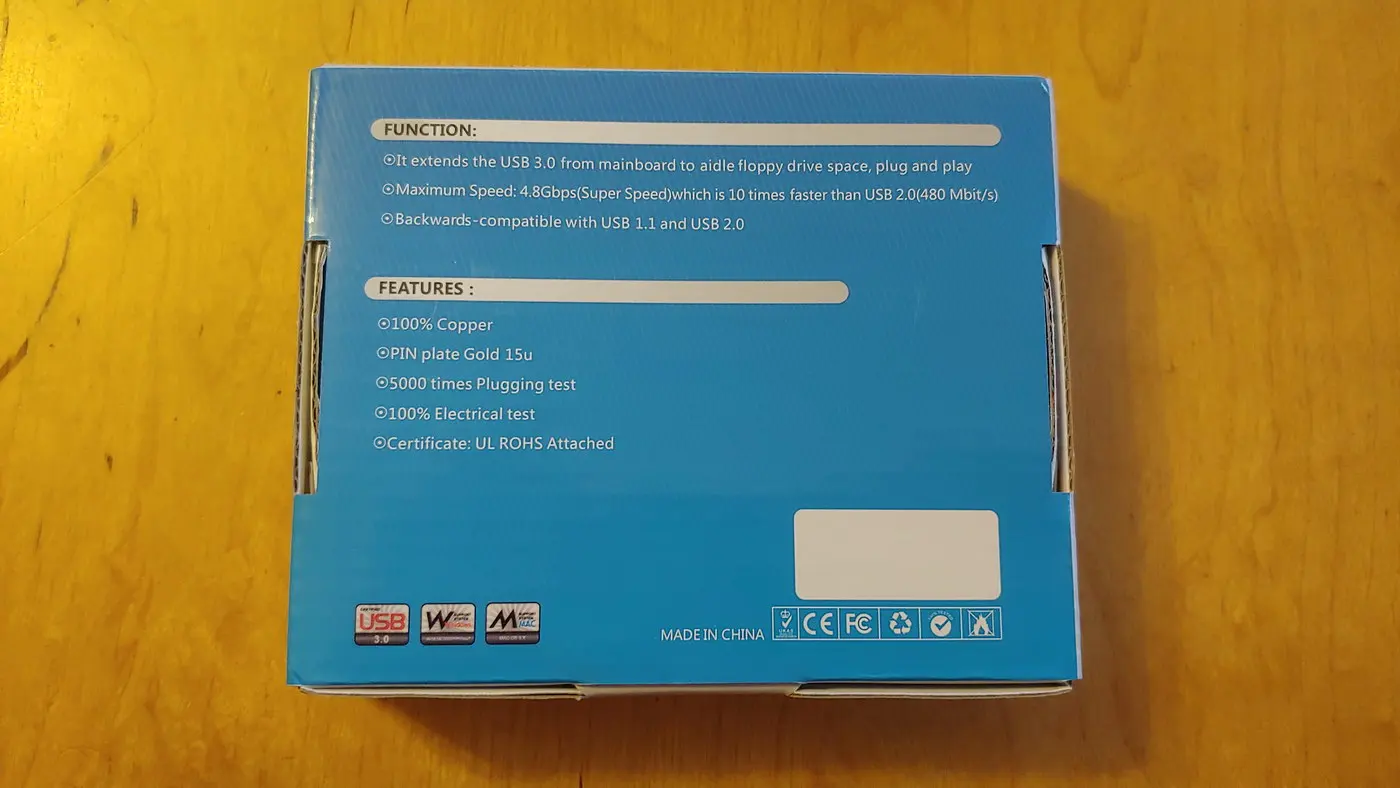 FUNCTION:
⊙It extends the USB 3.0 from mainboard to aidle floppy drive space, plug and play
⊙Maximum Speed: 4.8Gbps(Super Speed)which is 10 times faster than USB 2.0(480 Mbit/s)
⊙Backwards-compatible with USB 1.1 and USB 2.0
FEATURES :
⊙100% Copper
⊙PIN plate Gold 15u
⊙5000 times Plugging test
⊙100% Electrical test
⊙Certificate: UL ROHS Attached
USB
3.0
W
M
MAC
MADE IN CHINA
UKAS
CE
FC